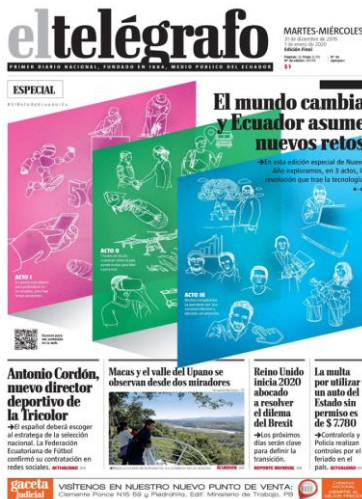 eltelégrafo
PRIMER DIARIO NACIONAL, FUNDADO EN 1884, MEDIO PÚBLICO DEL ECUADOR
MARTES-MIÉRCOLES
31 de diciembre de 2019
1 de enero de 2020
Edición Final
$1
ESPECIAL
El mundo cambia
y Ecuador asume
nuevos retos
➔En esta edición especial de Nuevo
Año exploramos, en 3 actos, la
revolución que trae la tecnología
ACTO I
ACTO II
ACTO III
Antonio Cordón,
nuevo director
deportivo de
la Tricolor
➔El español deberá escoger
al estratega de la selección
nacional. La Federación
Ecuatoriana de Fútbol
confirmó su contratación en
redes sociales. ACTUALIDAD
Macas y el valle del Upano se
observan desde dos miradores
ECUADOR
Reino Unido
inicia 2020
abocado
a resolver
el dilema
del Brexit
➔Los próximos
días serán clave
para definir la
transición.
REPORTE MUNDIAL
La multa
por utilizar
un auto del
Estado sin
permiso es
de $ 7.780
➔Contraloría y
Policía realizan
controles por el
feriado en el
país. ACTUALIDAD
gaceta
judicial
VISÍTENOS EN NUESTRO NUEVO PUNTO DE VENTA:
Clemente Ponce N15 59 y Piedrahita, Edif. Ministerio de Trabajo, PB